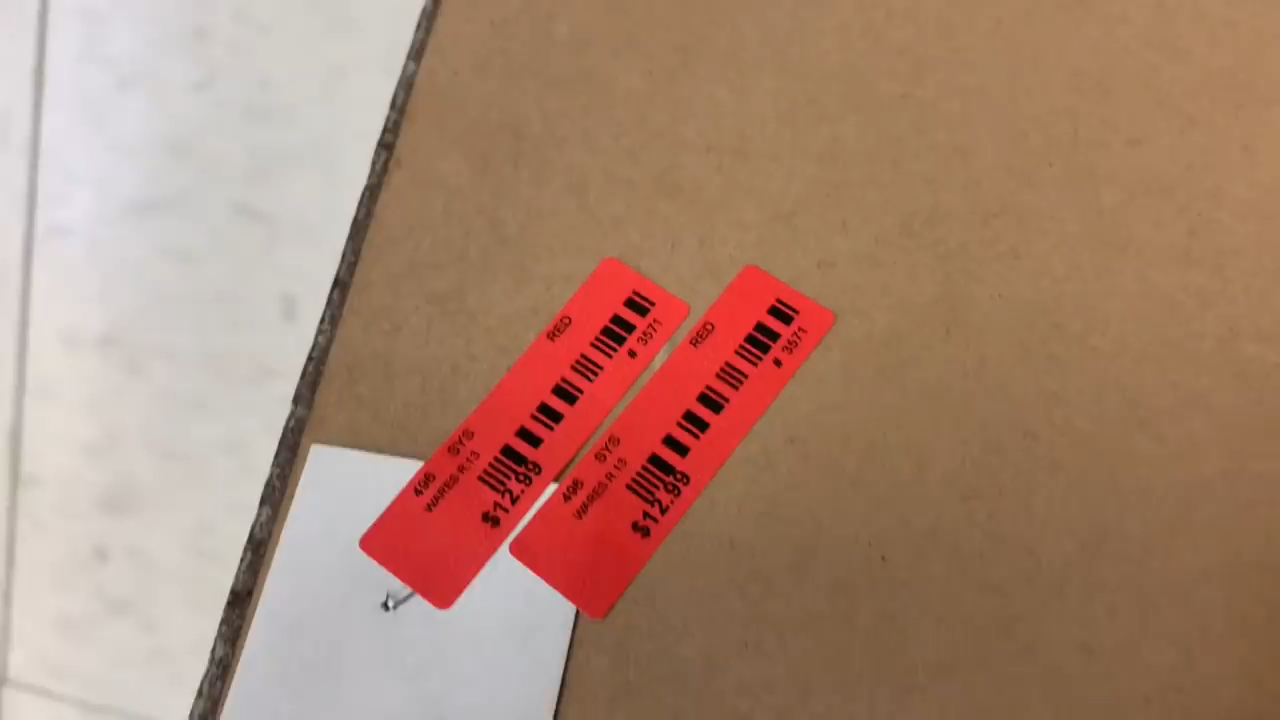 RED
496 SYS
WARES R.13
# 3571
$12.99
RED
496 SYS
WARES R.13
# 3571
$12.99